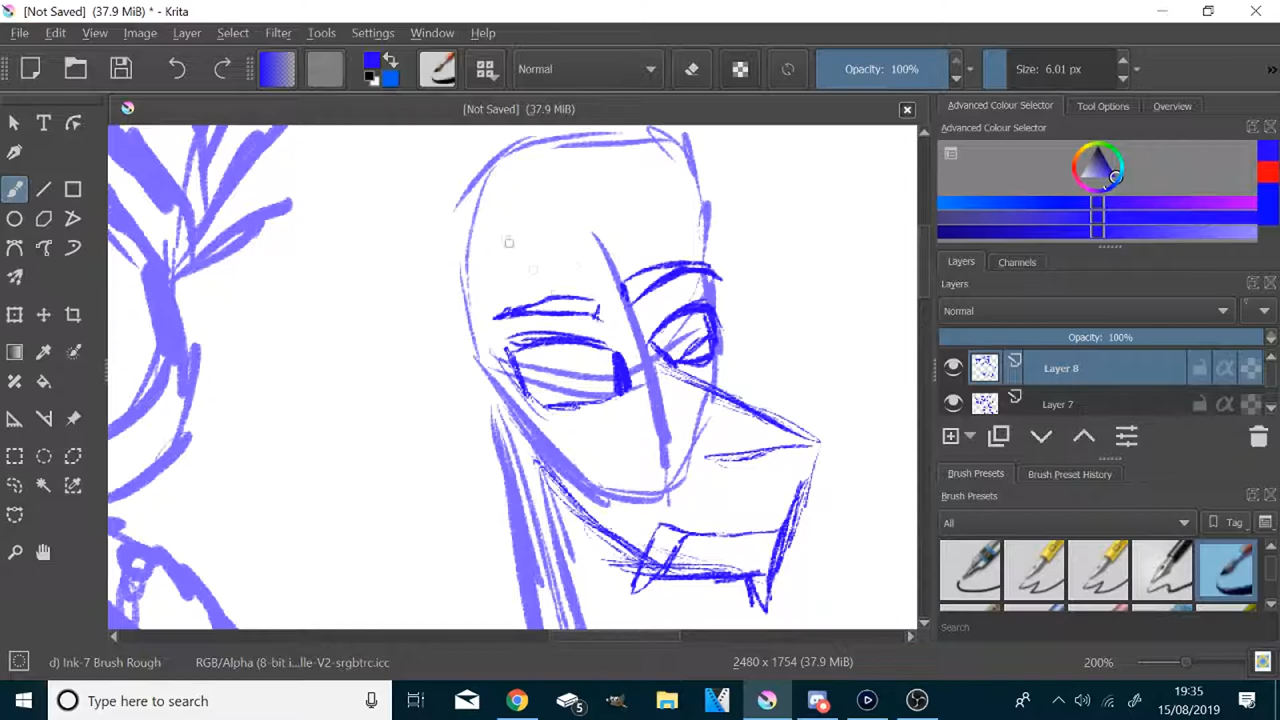 [Not Saved] (37.9 MiB) * - Krita
File Edit View Image Layer Select Filter Tools Settings Window Help
Normal Opacity: 100% Size: 6.01 px »
[Not Saved] (37.9 MiB)
Advanced Colour Selector Tool Options Overview
Advanced Colour Selector
Layers Channels
Layers
Normal
Opacity: 100%
Layer 8
Layer 7
Brush Presets Brush Preset History
Brush Presets
All Tag
Search
d) Ink-7 Brush Rough RGB/Alpha (8-bit i...lle-V2-srgbtrc.icc 2480 x 1754 (37.9 MiB) 200%
Type here to search 5 19:35
15/08/2019